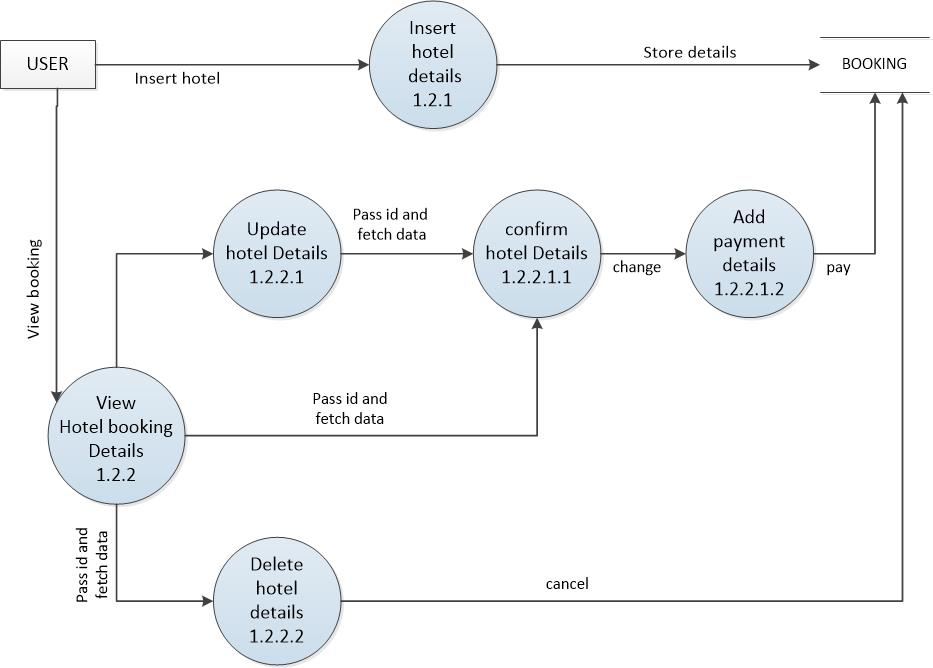 USER
Insert hotel
Insert
hotel
details
1.2.1
Store details
BOOKING
View booking
Update
hotel Details
1.2.2.1
Pass id and
fetch data
confirm
hotel Details
1.2.2.1.1
change
Add
payment
details
1.2.2.1.2
pay
View
Hotel booking
Details
1.2.2
Pass id and
fetch data
Pass id and
fetch data
Delete
hotel
details
1.2.2.2
cancel